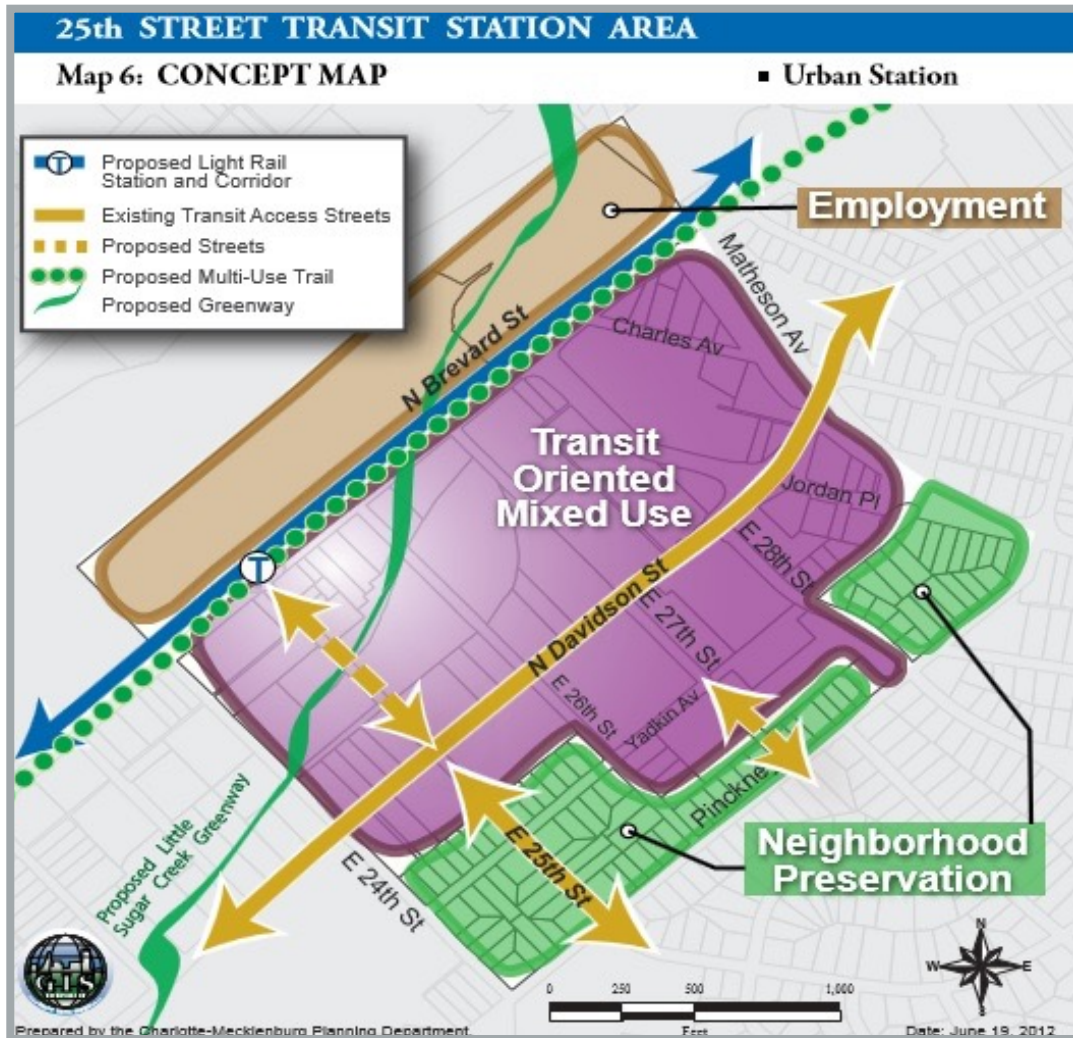 25th STREET TRANSIT STATION AREA
Map 6: CONCEPT MAP
■ Urban Station
T
Proposed Light Rail
Station and Corridor
Existing Transit Access Streets
Proposed Streets
Proposed Multi-Use Trail
Proposed Greenway
Employment
Matheson Av
Charles Av
N Brevard St
Transit
Oriented
Mixed Use
Jordan Pl
E 28th St
T
N Davidson St
E 27th St
E 26th St
Yadkin Av
Pinckne
E 25th St
E 24th St
Neighborhood
Preservation
Proposed Little
Sugar Creek Greenway
G.I.S
N
W
E
S
0 250 500 1,000
Feet
Prepared by the Charlotte-Mecklenburg Planning Department.
Date: June 19, 2012